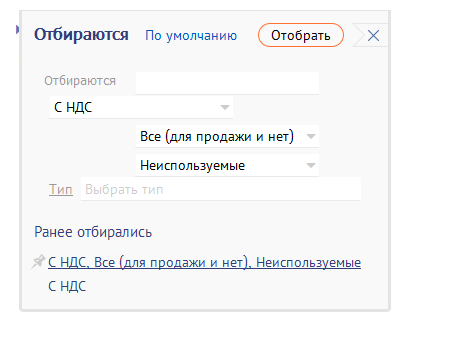 Отбираются По умолчанию Отобрать
Отбираются
С НДС
Все (для продажи и нет)
Неиспользуемые
Тип Выбрать тип
Ранее отбирались
С НДС, Все (для продажи и нет), Неиспользуемые
С НДС